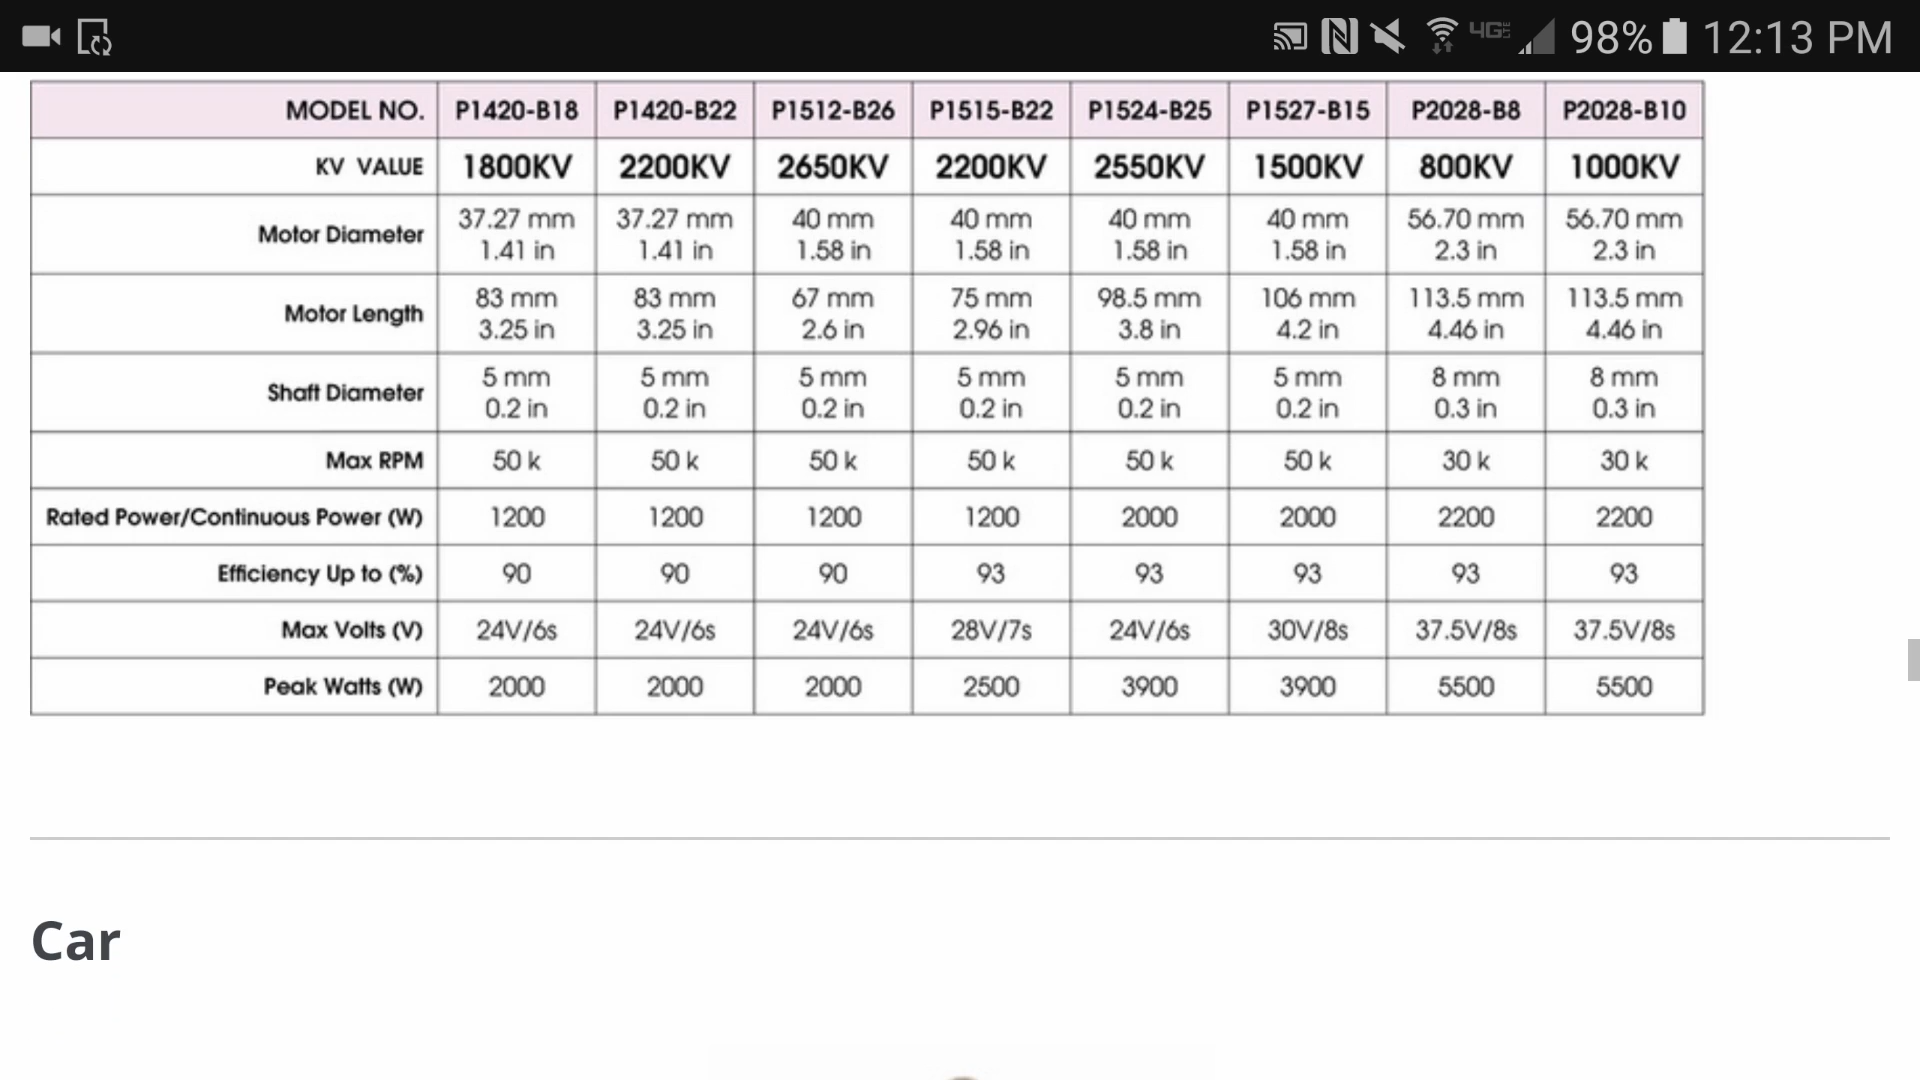 4G LTE 98% 12:13 PM
MODEL NO. P1420-B18 P1420-B22 P1512-B26 P1515-B22 P1524-B25 P1527-B15 P2028-B8 P2028-B10
KV VALUE 1800KV 2200KV 2650KV 2200KV 2550KV 1500KV 800KV 1000KV
Motor Diameter 37.27 mm 37.27 mm 40 mm 40 mm 40 mm 40 mm 56.70 mm 56.70 mm
1.41 in 1.41 in 1.58 in 1.58 in 1.58 in 1.58 in 2.3 in 2.3 in
Motor Length 83 mm 83 mm 67 mm 75 mm 98.5 mm 106 mm 113.5 mm 113.5 mm
3.25 in 3.25 in 2.6 in 2.96 in 3.8 in 4.2 in 4.46 in 4.46 in
Shaft Diameter 5 mm 5 mm 5 mm 5 mm 5 mm 5 mm 8 mm 8 mm
0.2 in 0.2 in 0.2 in 0.2 in 0.2 in 0.2 in 0.3 in 0.3 in
Max RPM 50 k 50 k 50 k 50 k 50 k 50 k 30 k 30 k
Rated Power/Continuous Power (W) 1200 1200 1200 1200 2000 2000 2200 2200
Efficiency Up to (%) 90 90 90 93 93 93 93 93
Max Volts (V) 24V/6s 24V/6s 24V/6s 28V/7s 24V/6s 30V/8s 37.5V/8s 37.5V/8s
Peak Watts (W) 2000 2000 2000 2500 3900 3900 5500 5500
Car